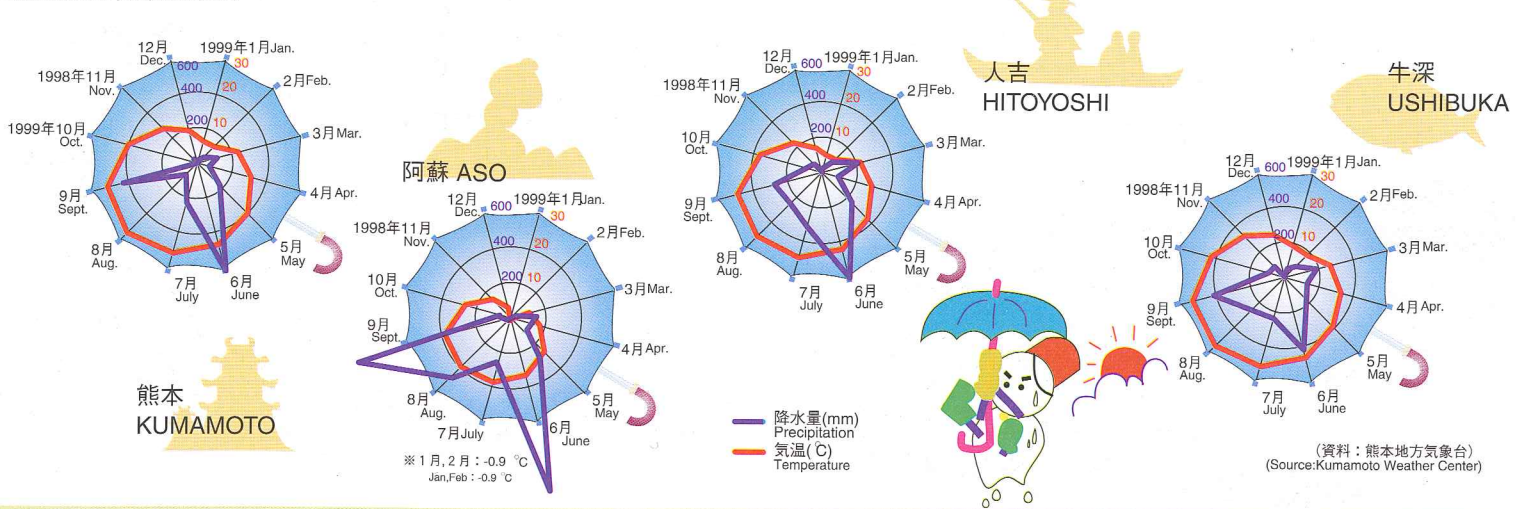 12月
Dec.
1999年1月Jan.
2月Feb.
3月Mar.
4月Apr.
5月
May
6月
June
7月
July
8月
Aug.
9月
Sept.
1999年10月
Oct.
1998年11月
Nov.
600
400
200
30
20
10
熊本
KUMAMOTO
阿蘇 ASO
12月
Dec.
1999年1月Jan.
2月Feb.
3月Mar.
4月Apr.
5月
May
6月
June
7月July
8月
Aug.
9月
Sept.
10月
Oct.
1998年11月
Nov.
600
400
200
30
20
10
※1月,2月:-0.9 ℃
Jan,Feb:-0.9 ℃
人吉
HITOYOSHI
12月
Dec.
1999年1月Jan.
2月Feb.
3月Mar.
4月Apr.
5月
May
6月
June
7月
July
8月
Aug.
9月
Sept.
10月
Oct.
1998年11月
Nov.
600
400
200
30
20
10
降水量(mm)
Precipitation
気温(℃)
Temperature
牛深
USHIBUKA
12月
Dec.
1999年1月Jan.
2月Feb.
3月Mar.
4月Apr.
5月
May
6月
June
7月
July
8月
Aug.
9月
Sept.
10月
Oct.
1998年11月
Nov.
600
400
200
30
20
10
(資料:熊本地方気象台)
(Source:Kumamoto Weather Center)